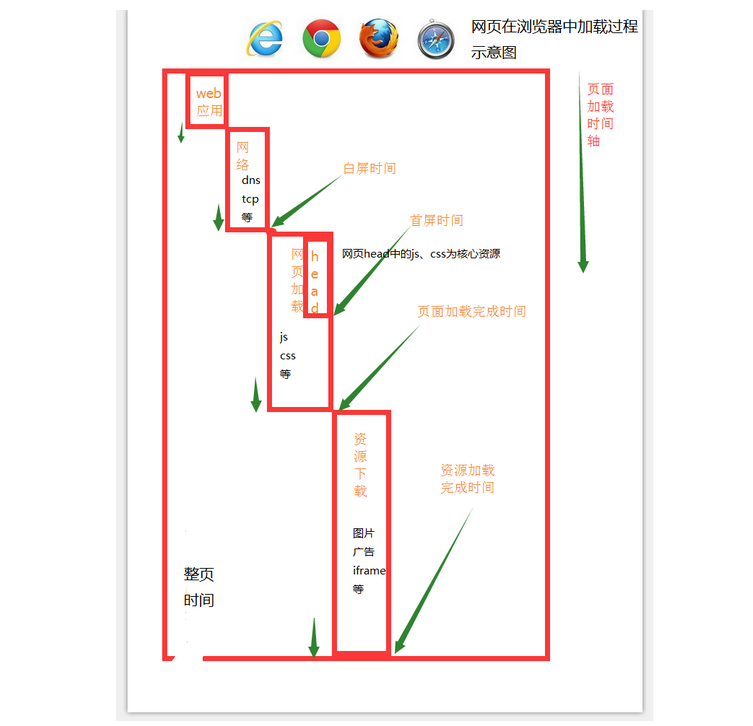 网页在浏览器中加载过程
示意图
web
应用
页面
加载
时间
轴
网
络
dns
tcp
等
白屏时间
首屏时间
网
页
加
载
head
网页head中的js、css为核心资源
页面加载完成时间
js
css
等
资
源
下
载
资源加载
完成时间
图片
广告
iframe
等
整页
时间